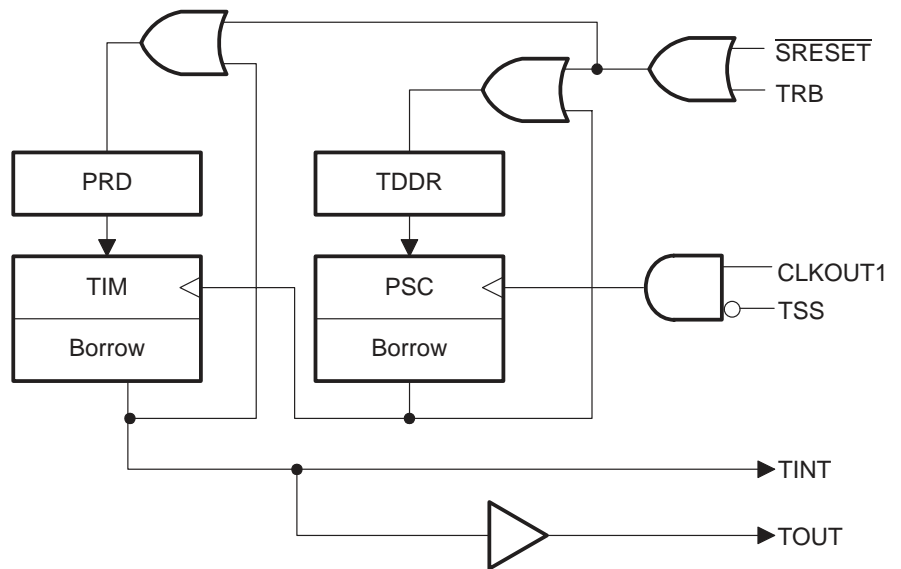 SRESET
TRB
PRD
TDDR
TIM
PSC
CLKOUT1
TSS
Borrow
Borrow
TINT
TOUT